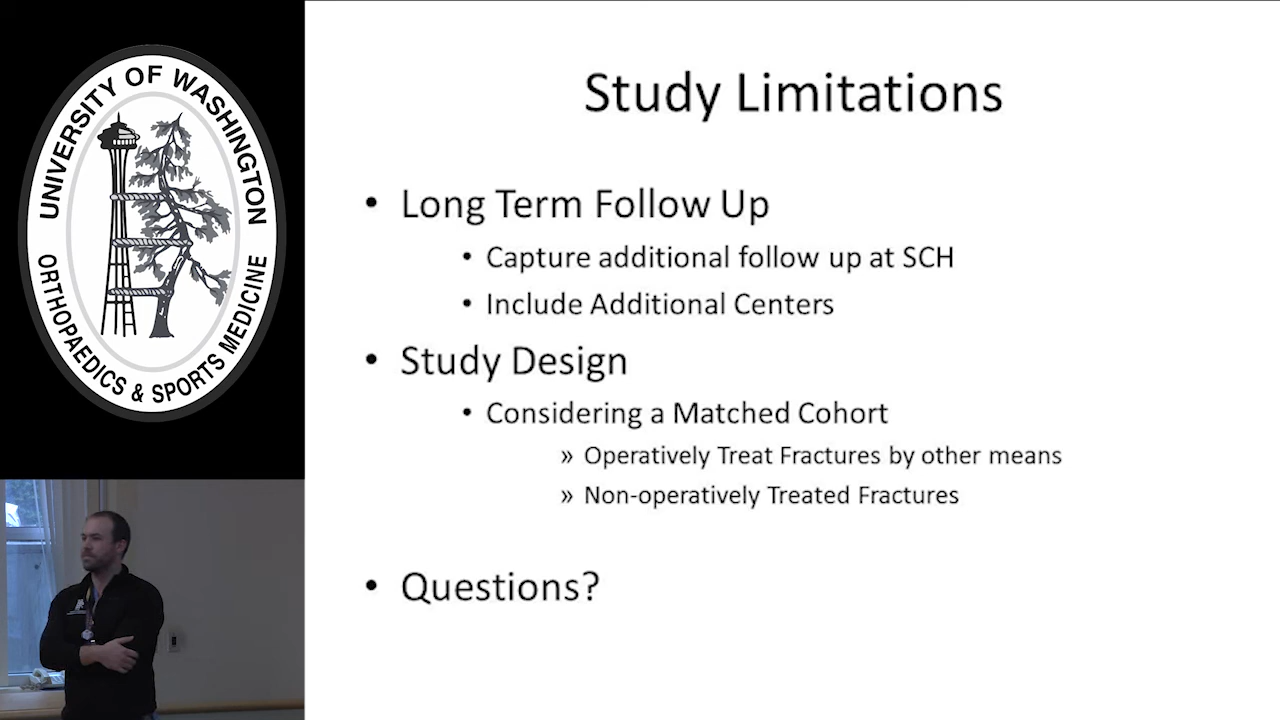 UNIVERSITY OF WASHINGTON
ORTHOPAEDICS & SPORTS MEDICINE
Study Limitations
• Long Term Follow Up
• Capture additional follow up at SCH
• Include Additional Centers
• Study Design
• Considering a Matched Cohort
» Operatively Treat Fractures by other means
» Non-operatively Treated Fractures
• Questions?